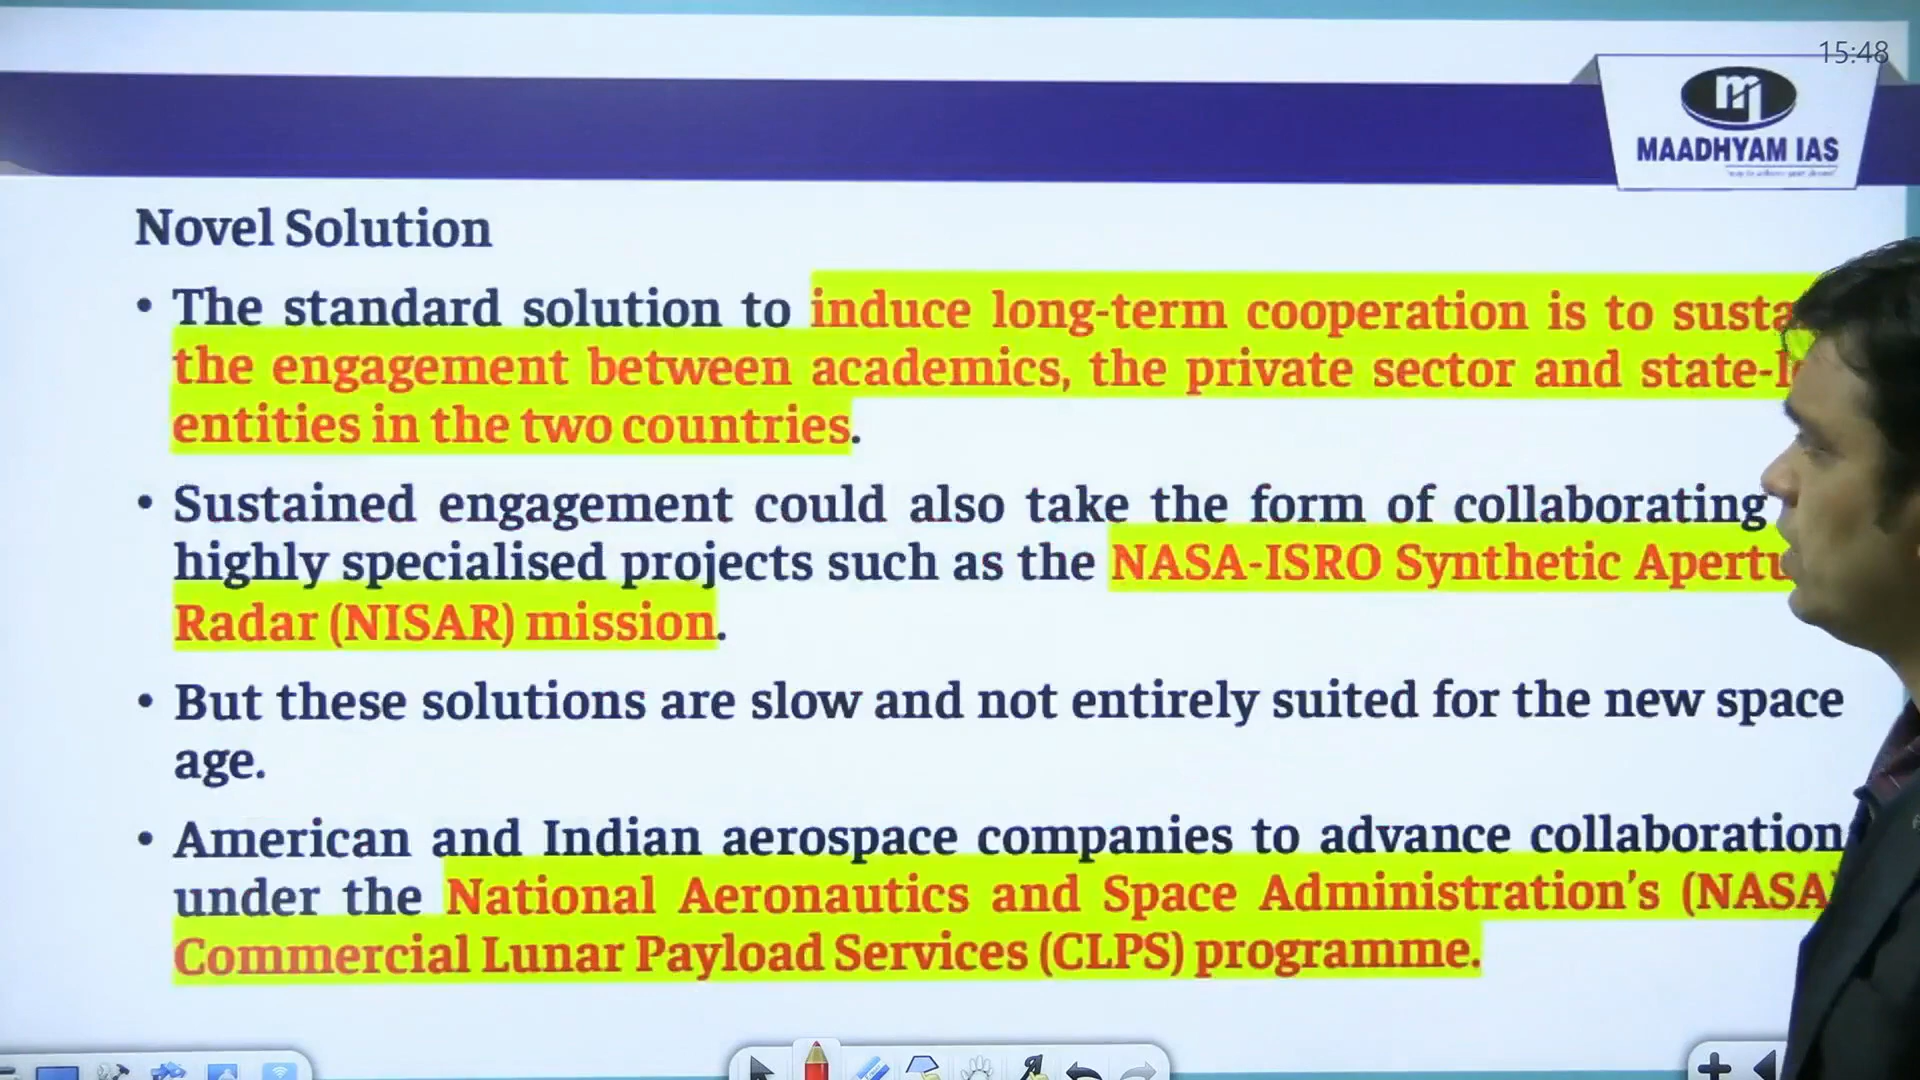 15:48
MAADHYAM IAS
Novel Solution
• The standard solution to induce long-term cooperation is to
the engagement between academics, the private sector and
entities in the two countries.
• Sustained engagement could also take the form of collaborating
highly specialised projects such as the NASA-ISRO Synthetic
Radar (NISAR) mission.
• But these solutions are slow and not entirely suited for the new space
age.
• American and Indian aerospace companies to advance collaboration
under the National Aeronautics and Space Administration's (NASA)
Commercial Lunar Payload Services (CLPS) programme.